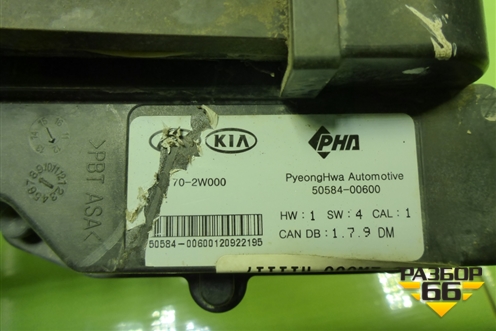 KIA
PHA
70-2W000
PyeongHwa Automotive
50584-00600
HW : 1 SW : 4 CAL : 1
CAN DB : 1.7.9 DM
50584-00600120922195
>PBT ASA<
РАЗБОР
66